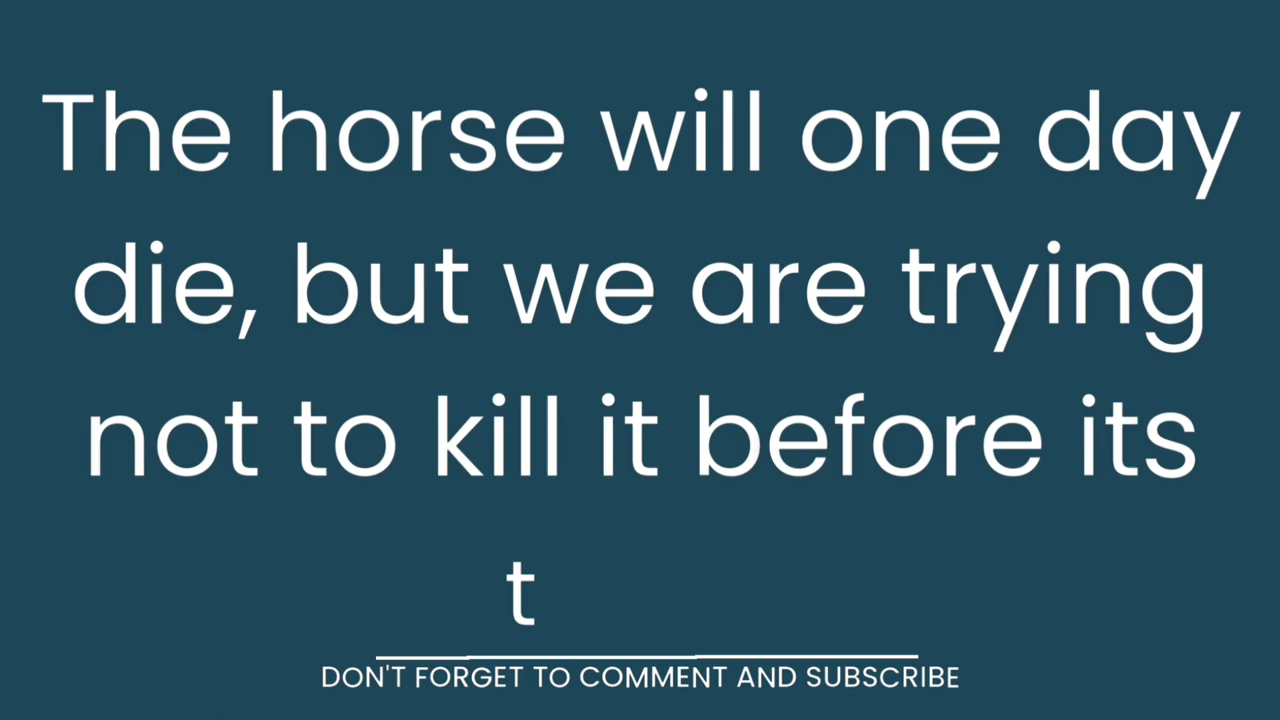 The horse will one day
die, but we are trying
not to kill it before its
t
DON'T FORGET TO COMMENT AND SUBSCRIBE